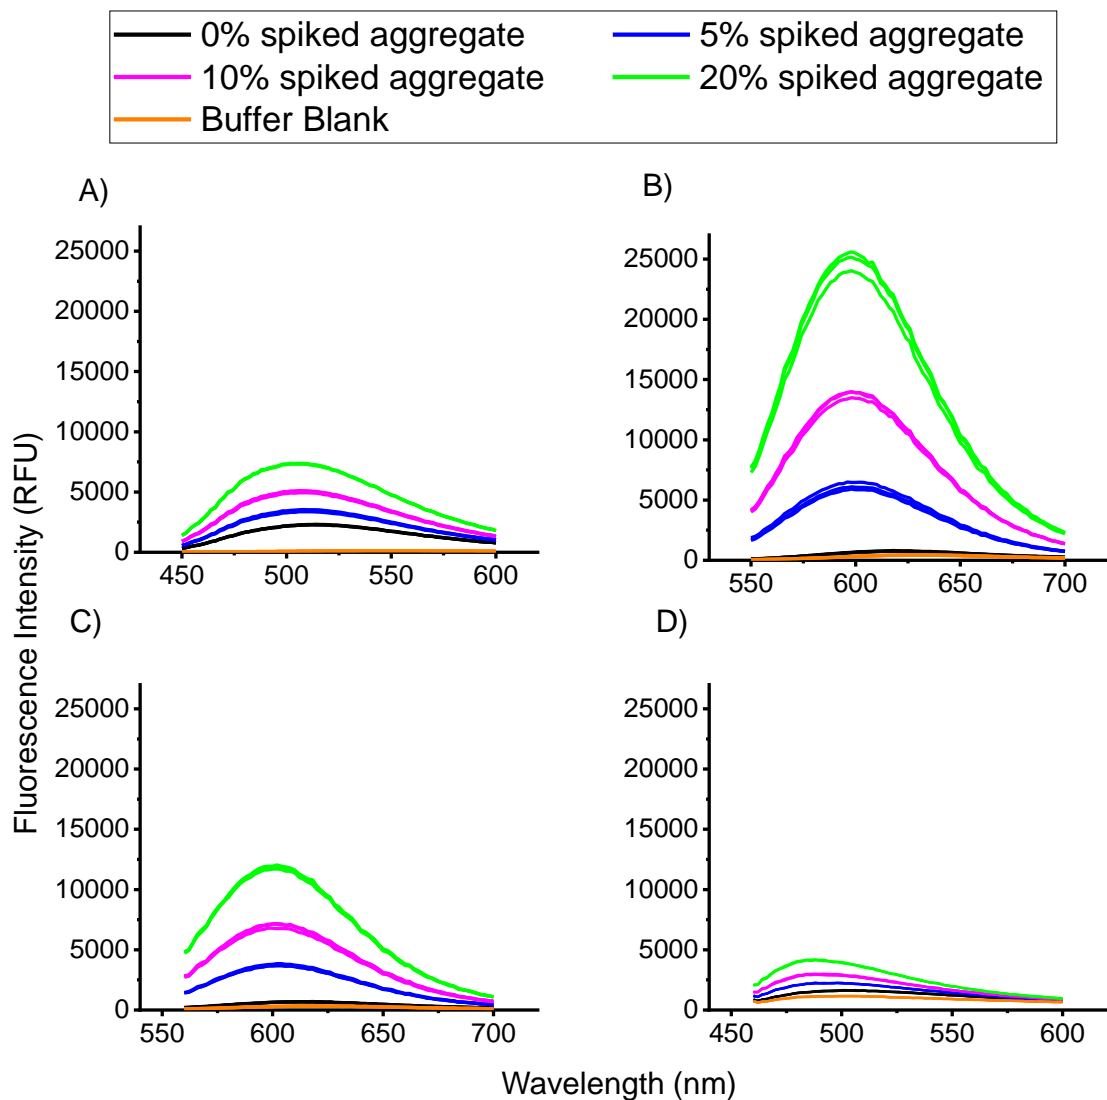 0% spiked aggregate 5% spiked aggregate
10% spiked aggregate 20% spiked aggregate
Buffer Blank
A)
B)
25000
20000
15000
10000
5000
0
450 500 550 600
25000
20000
15000
10000
5000
0
550 600 650 700
Fluorescence Intensity (RFU)
C)
D)
25000
20000
15000
10000
5000
0
550 600 650 700
25000
20000
15000
10000
5000
0
450 500 550 600
Wavelength (nm)